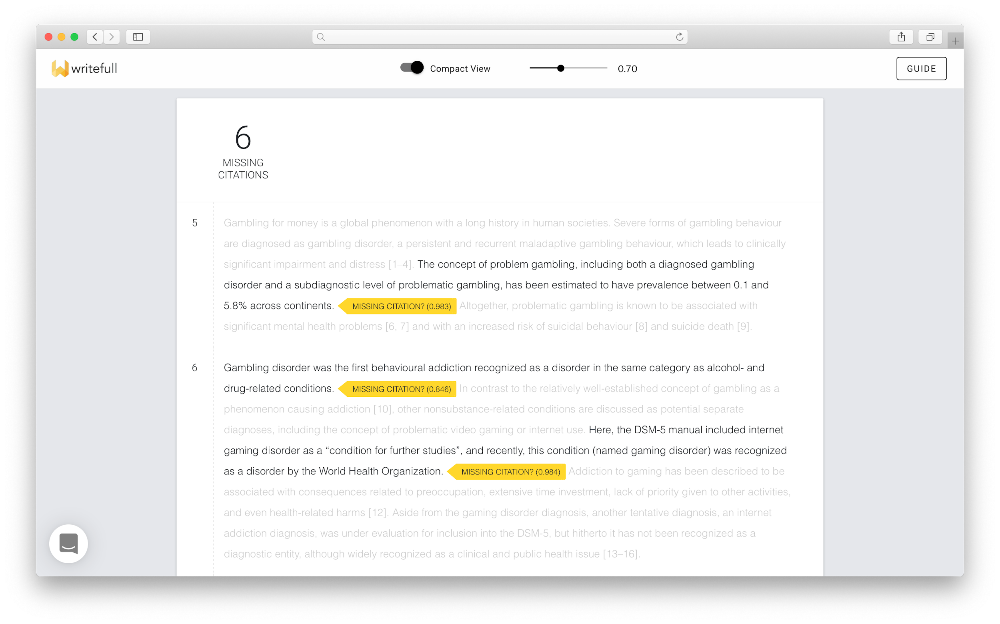 writefull
Compact View
0.70
GUIDE
6
MISSING
CITATIONS
5
Gambling for money is a global phenomenon with a long history in human societies. Severe forms of gambling behaviour
are diagnosed as gambling disorder, a persistent and recurrent maladaptive gambling behaviour, which leads to clinically
significant impairment and distress [1–4]. The concept of problem gambling, including both a diagnosed gambling
disorder and a subdiagnostic level of problematic gambling, has been estimated to have prevalence between 0.1 and
5.8% across continents. MISSING CITATION? (0.983) Altogether, problematic gambling is known to be associated with
significant mental health problems [6, 7] and with an increased risk of suicidal behaviour [8] and suicide death [9].
6
Gambling disorder was the first behavioural addiction recognized as a disorder in the same category as alcohol- and
drug-related conditions. MISSING CITATION? (0.846) In contrast to the relatively well-established concept of gambling as a
phenomenon causing addiction [10], other nonsubstance-related conditions are discussed as potential separate
diagnoses, including the concept of problematic video gaming or internet use. Here, the DSM-5 manual included internet
gaming disorder as a “condition for further studies”, and recently, this condition (named gaming disorder) was recognized
as a disorder by the World Health Organization. MISSING CITATION? (0.984) Addiction to gaming has been described to be
associated with consequences related to preoccupation, extensive time investment, lack of priority given to other activities,
and even health-related harms [12]. Aside from the gaming disorder diagnosis, another tentative diagnosis, an internet
addiction diagnosis, was under evaluation for inclusion into the DSM-5, but hitherto it has not been recognized as a
diagnostic entity, although widely recognized as a clinical and public health issue [13–16].